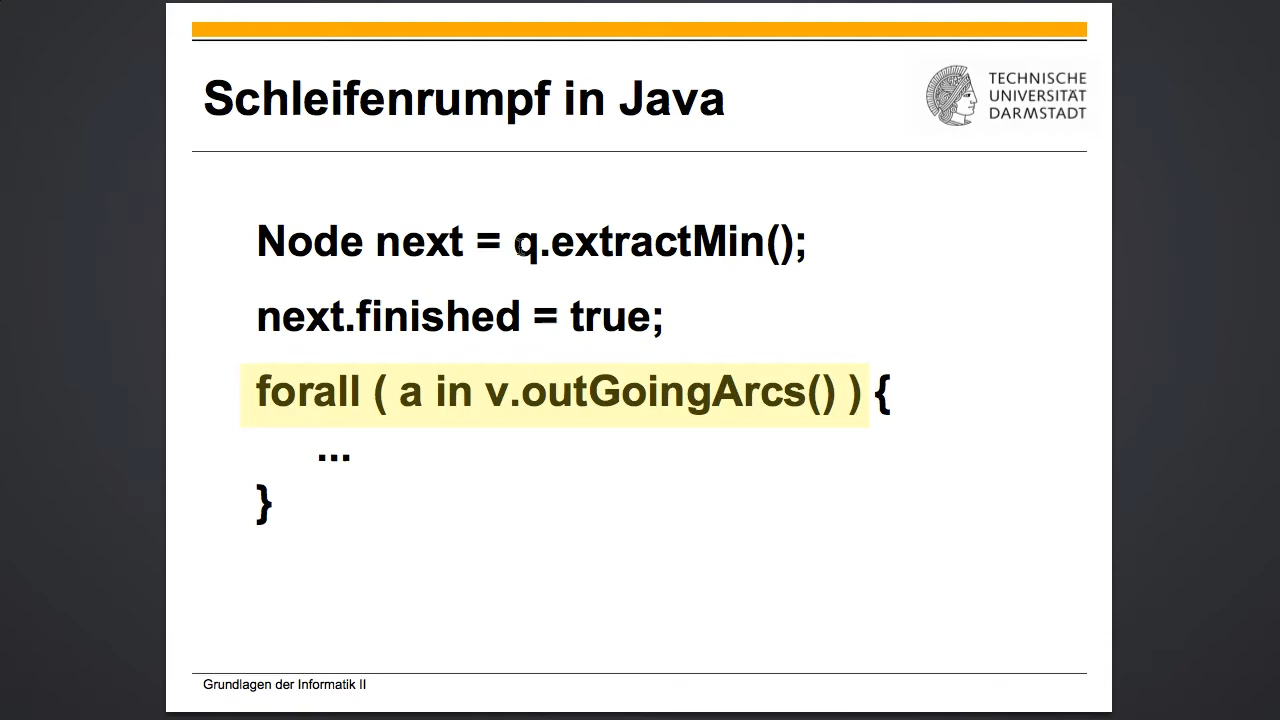 Schleifenrumpf in Java
TECHNISCHE
UNIVERSITÄT
DARMSTADT
Node next = q.extractMin();
next.finished = true;
forall ( a in v.outGoingArcs() ) {
...
}
Grundlagen der Informatik II